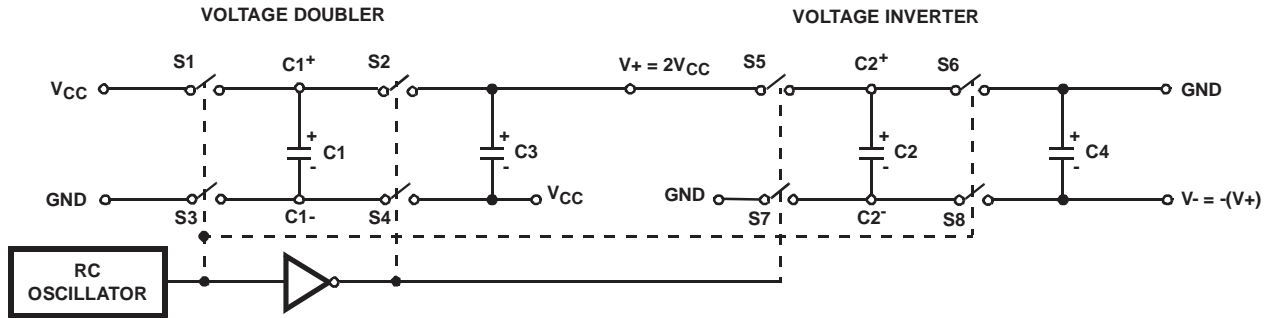 VOLTAGE DOUBLER
VOLTAGE INVERTER
S1 C1+ S2 V+ = 2VCC S5 C2+ S6
VCC GND
+ + + +
C1 C3 C2 C4
- - - -
GND VCC GND V- = -(V+)
S3 C1- S4 S7 C2- S8
RC
OSCILLATOR